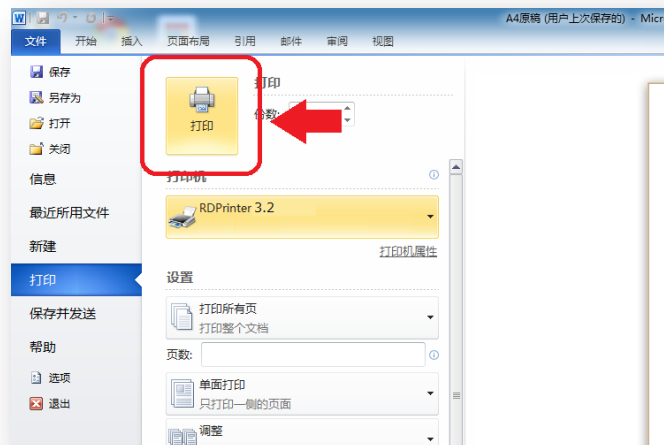 A4原稿 (用户上次保存的) - Micr
文件 开始 插入 页面布局 引用 邮件 审阅 视图
保存
另存为
打开
关闭
信息
最近所用文件
新建
打印
保存并发送
帮助
选项
退出
打印
份数:
打印
打印机
RDPrinter 3.2
打印机属性
设置
打印所有页
打印整个文档
页数:
单面打印
只打印一侧的页面
调整